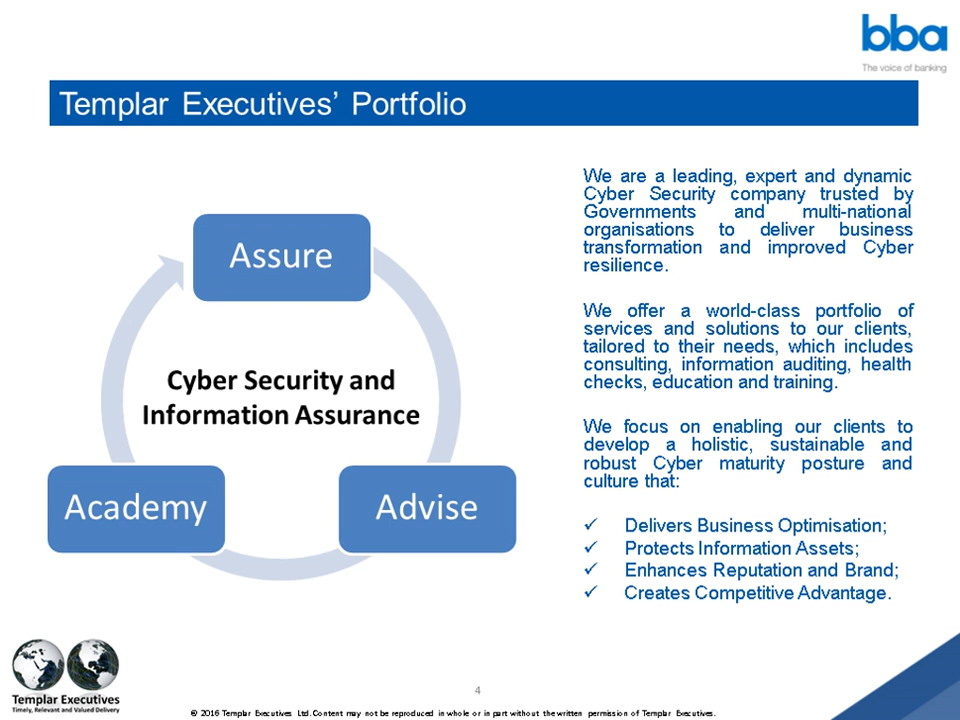 bba
The voice of banking
Templar Executives’ Portfolio
Assure
Cyber Security and
Information Assurance
Academy
Advise
We are a leading, expert and dynamic
Cyber Security company trusted by
Governments and multi-national
organisations to deliver business
transformation and improved Cyber
resilience.
We offer a world-class portfolio of
services and solutions to our clients,
tailored to their needs, which includes
consulting, information auditing, health
checks, education and training.
We focus on enabling our clients to
develop a holistic, sustainable and
robust Cyber maturity posture and
culture that:
✓ Delivers Business Optimisation;
✓ Protects Information Assets;
✓ Enhances Reputation and Brand;
✓ Creates Competitive Advantage.
Templar Executives
Timely, Relevant and Valued Delivery
4
© 2016 Templar Executives Ltd. Content may not be reproduced in whole or in part without the written permission of Templar Executives.